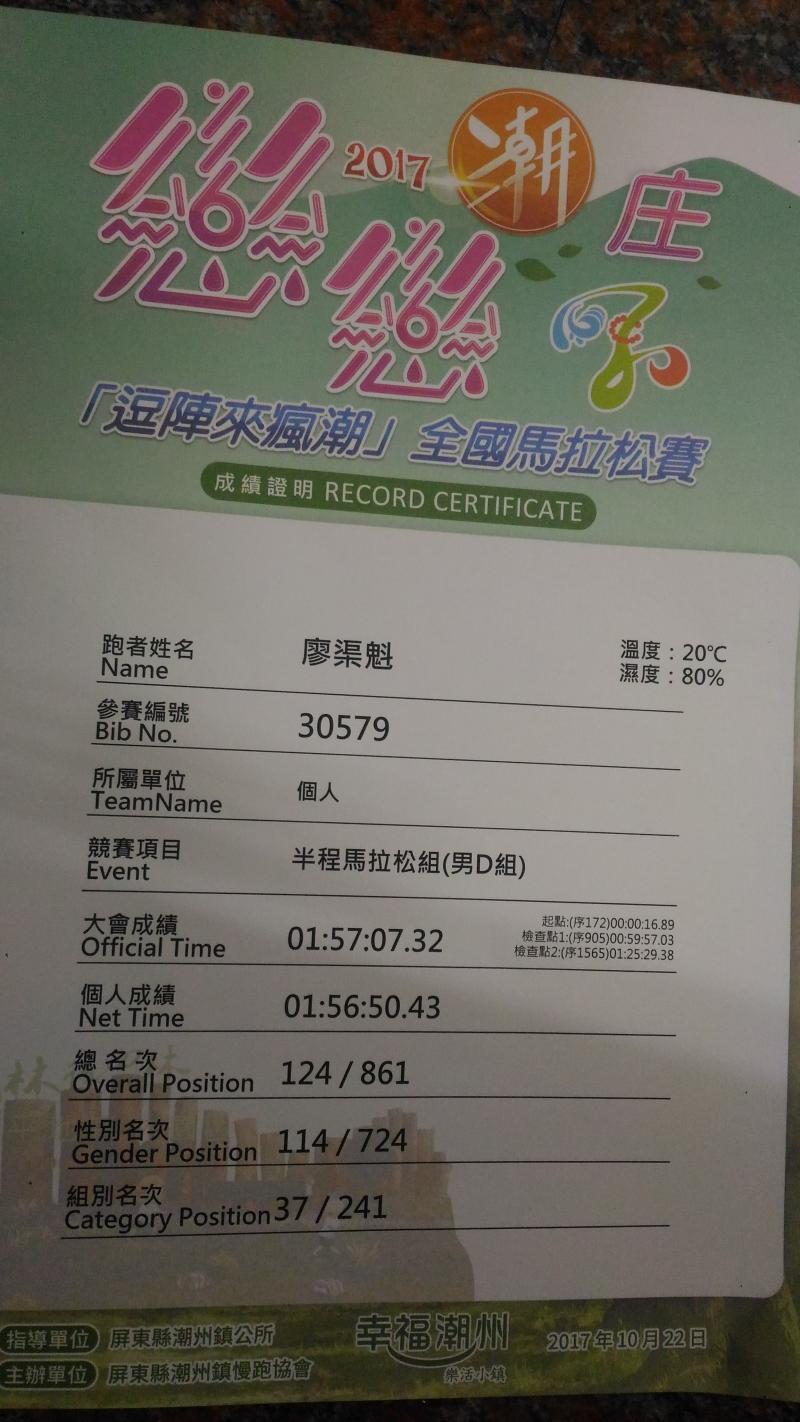 2017
戀戀潮庄
「逗陣來瘋潮」全國馬拉松賽
成績證明 RECORD CERTIFICATE
跑者姓名 廖渠魁
Name
溫度：20℃
濕度：80%
參賽編號 30579
Bib No.
所屬單位 個人
TeamName
競賽項目 半程馬拉松組(男D組)
Event
大會成績 01:57:07.32
Official Time
起點:(序172)00:00:16.89
檢查點1:(序905)00:59:57.03
檢查點2:(序1565)01:25:29.38
個人成績 01:56:50.43
Net Time
總名次 124 / 861
Overall Position
性別名次 114 / 724
Gender Position
組別名次 37 / 241
Category Position
指導單位 屏東縣潮州鎮公所
主辦單位 屏東縣潮州鎮慢跑協會
幸福潮州
樂活小鎮
2017年10月22日